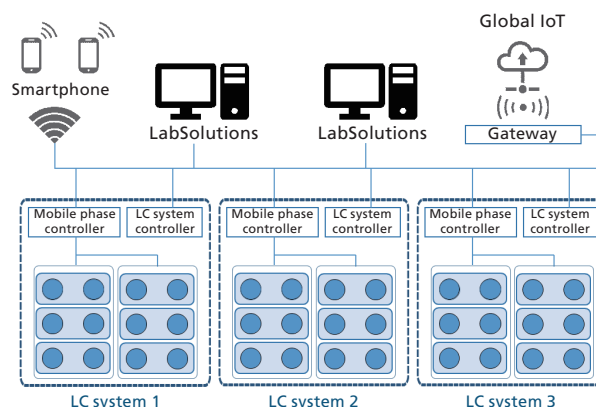 Global IoT
Smartphone
LabSolutions
LabSolutions
Gateway
Mobile phase
controller
LC system
controller
Mobile phase
controller
LC system
controller
Mobile phase
controller
LC system
controller
LC system 1
LC system 2
LC system 3